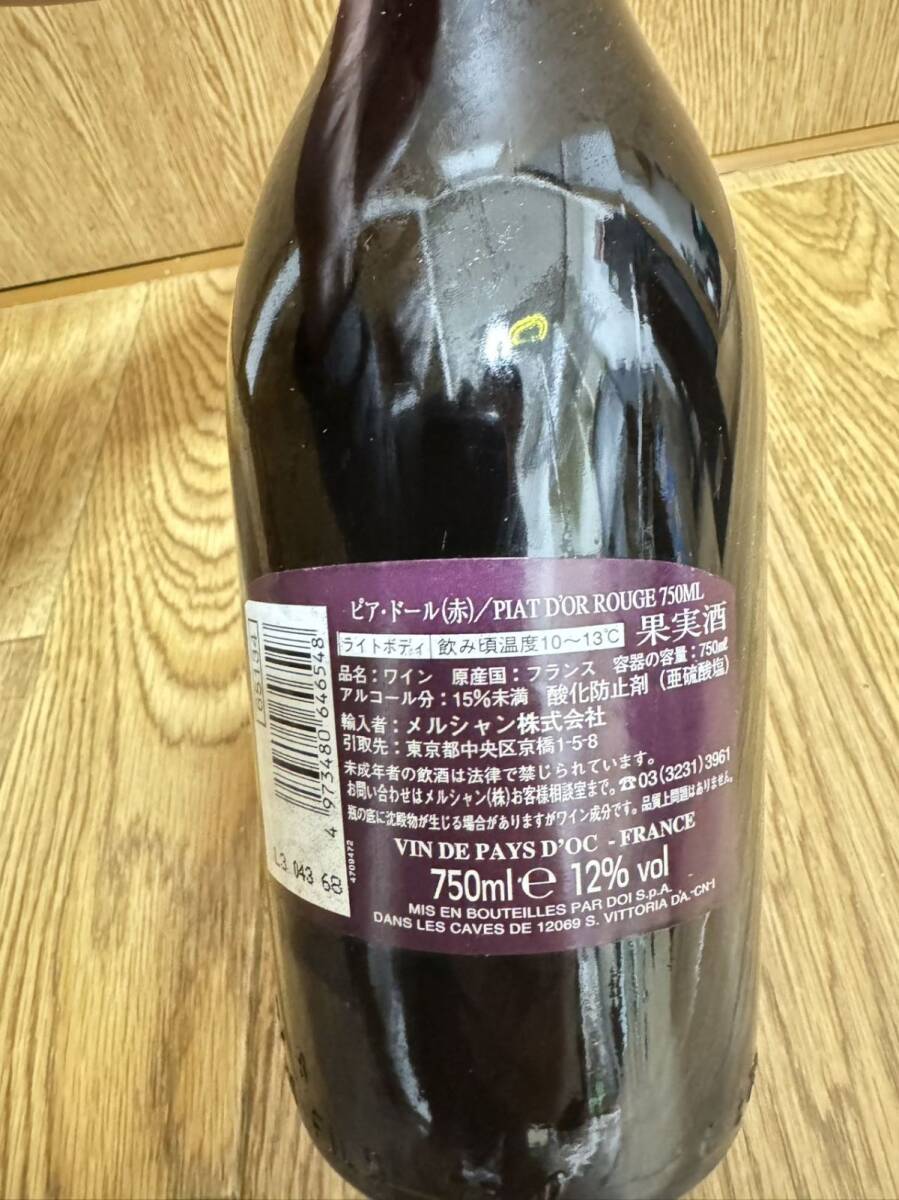 ピア・ドール(赤)/PIAT D'OR ROUGE 750ML
ライトボディ 飲み頃温度10〜13℃ 果実酒
品名:ワイン 原産国:フランス 容器の容量:750ml
アルコール分:15%未満 酸化防止剤(亜硫酸塩)
輸入者:メルシャン株式会社
引取先:東京都中央区京橋1-5-8
未成年者の飲酒は法律で禁じられています。
お問い合わせはメルシャン(株)お客様相談室まで。☎03(3231)3961
瓶の底に沈殿物が生じる場合がありますがワイン成分です。品質上問題はありません。
VIN DE PAYS D'OC - FRANCE
750ml e 12% vol
MIS EN BOUTEILLES PAR DOI S.p.A.
DANS LES CAVES DE 12069 S. VITTORIA D'A.-CN-I
65144
4 973480 646548
L3 043 68
4709472